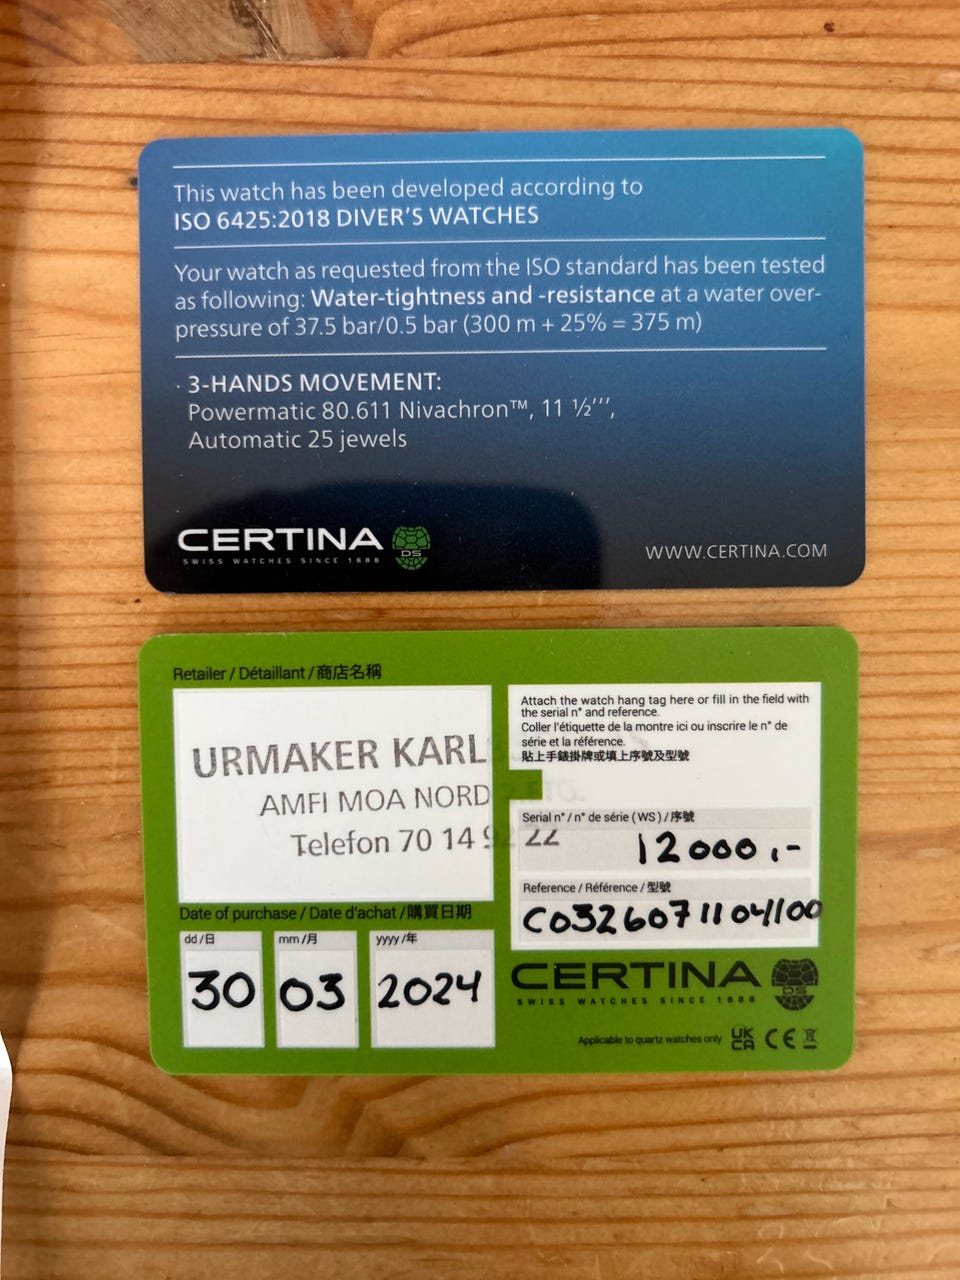 This watch has been developed according to
ISO 6425:2018 DIVER'S WATCHES
Your watch as requested from the ISO standard has been tested
as following: Water-tightness and -resistance at a water over-
pressure of 37.5 bar/0.5 bar (300 m + 25% = 375 m)
· 3-HANDS MOVEMENT:
Powermatic 80.611 Nivachron™, 11 ½''',
Automatic 25 jewels
CERTINA DS
SWISS WATCHES SINCE 1888
WWW.CERTINA.COM
Retailer / Détaillant / 商店名稱
URMAKER KARL
AMFI MOA NORD
Telefon 70 14 92 22
Attach the watch hang tag here or fill in the field with
the serial n° and reference.
Coller l'étiquette de la montre ici ou inscrire le n° de
série et la référence.
貼上手錶掛牌或填上序號及型號
Serial n° / n° de série (WS) / 序號
12000,-
Reference / Référence / 型號
C0326071104100
Date of purchase / Date d'achat / 購買日期
dd /日 mm /月 yyyy /年
30 03 2024
CERTINA DS
SWISS WATCHES SINCE 1888
Applicable to quartz watches only UK CA CE